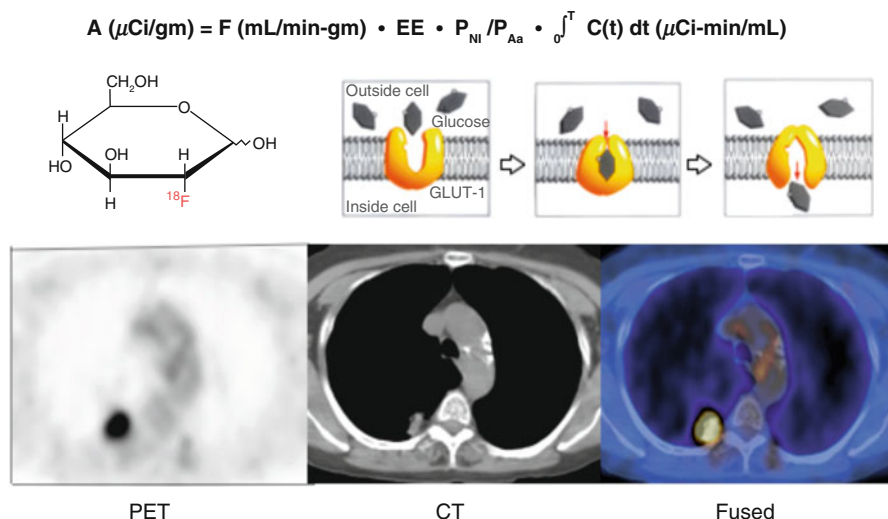 A (μCi/gm) = F (mL/min-gm) • EE • P_NI /P_Aa • ₀∫ᵀ C(t) dt (μCi-min/mL)
CH₂OH
H
O
OH
HO
OH
H
H
H
¹⁸F
Outside cell
Glucose
GLUT-1
Inside cell
PET
CT
Fused